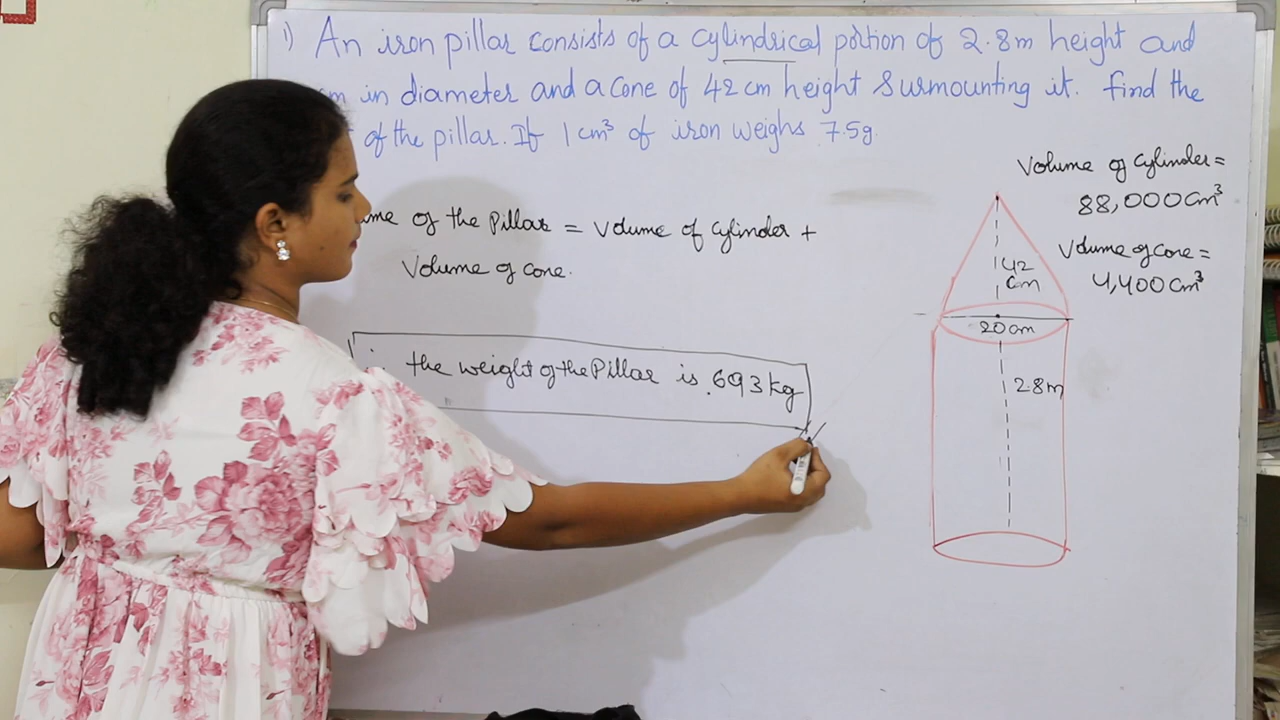 i) An iron pillar consists of a cylindrical portion of 2.8m height and
cm in diameter and a cone of 42 cm height surmounting it. find the
of the pillar. If 1 cm³ of iron weighs 7.5g
of the Pillar = Volume of cylinder +
Volume of cone.
∴ the weight of the Pillar is 693 kg
Volume of cylinder =
88,000 cm³
Volume of cone =
4,400 cm³
42
cm
20 cm
2.8m